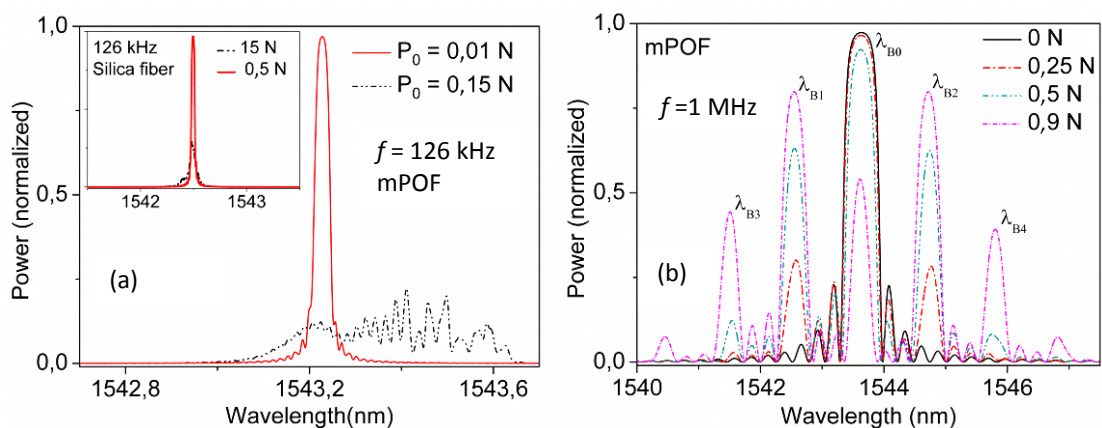 1,0
0,5
0,0
Power (normalized)
126 kHz
Silica fiber
15 N
0,5 N
1542
1543
P0 = 0,01 N
P0 = 0,15 N
f = 126 kHz
mPOF
(a)
1542,8
1543,2
1543,6
Wavelength(nm)
1,0
0,5
0,0
Power (normalized)
mPOF
f =1 MHz
λB0
λB1
λB2
λB3
λB4
0 N
0,25 N
0,5 N
0,9 N
(b)
1540
1542
1544
1546
Wavelength (nm)